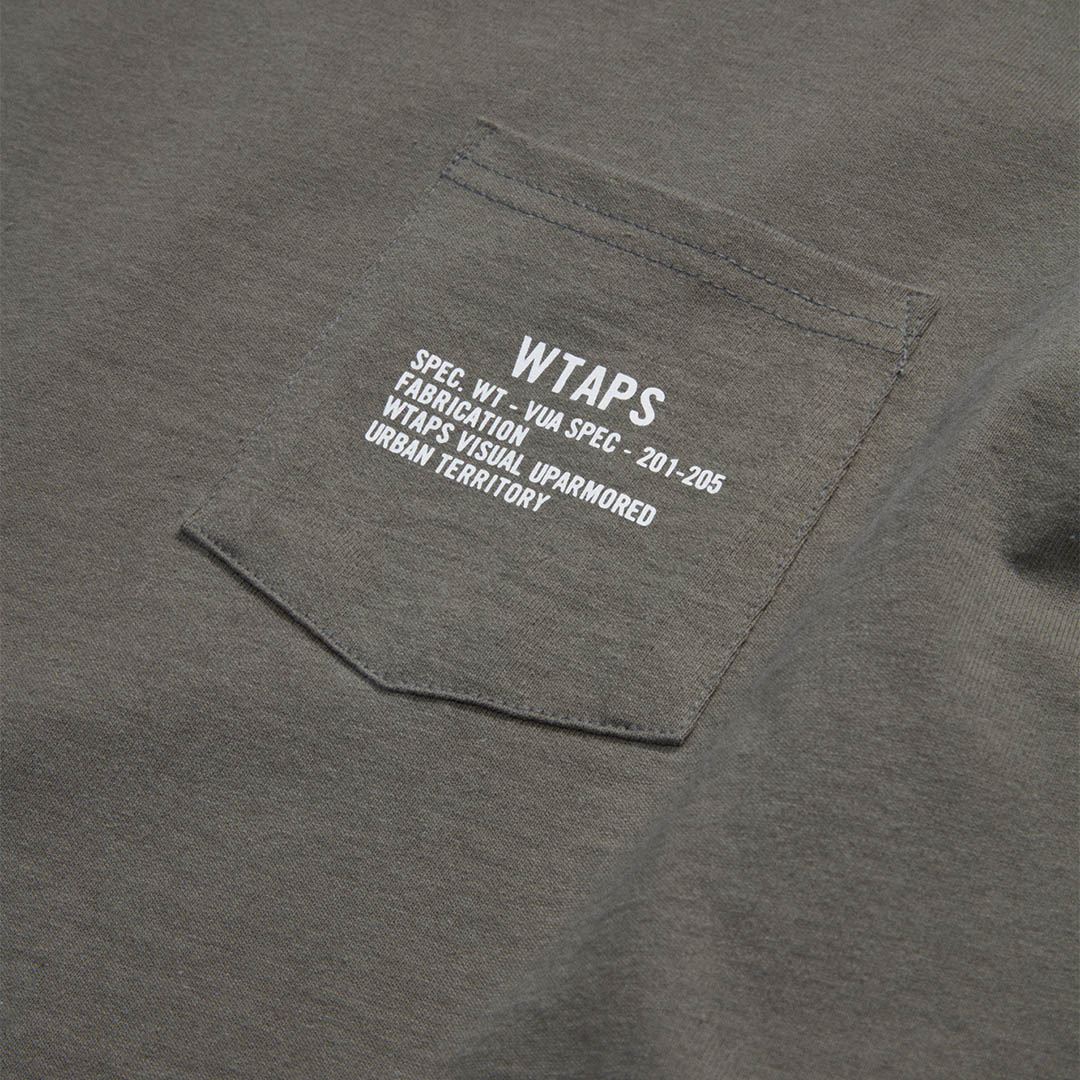 WTAPS
SPEC. WT - VUA SPEC - 201-205
FABRICATION
WTAPS VISUAL UPARMORED
URBAN TERRITORY